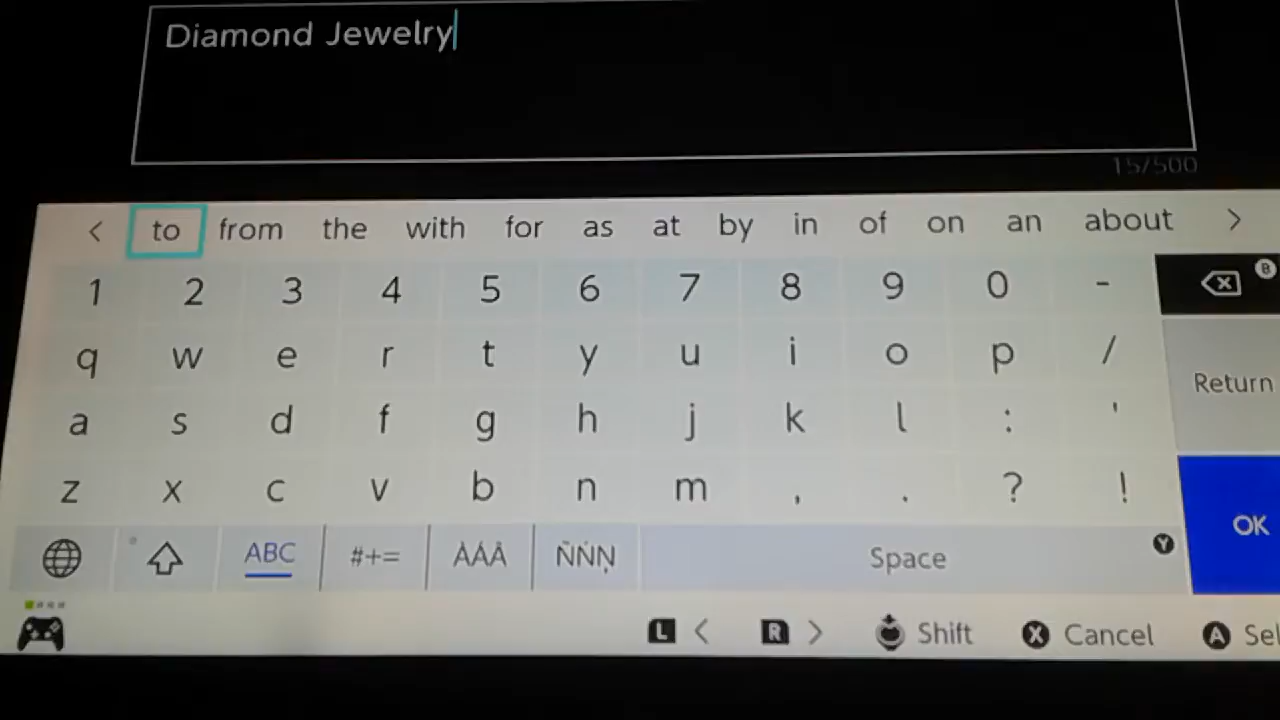 Diamond Jewelry
15/500
< to from the with for as at by in of on an about >
1 2 3 4 5 6 7 8 9 0 - B
q w e r t y u i o p /
Return
a s d f g h j k l : '
z x c v b n m , . ? !
OK
ABC #+= ÀÁÂ ÑŃŅ Space Y
L < R > Shift X Cancel A Sel